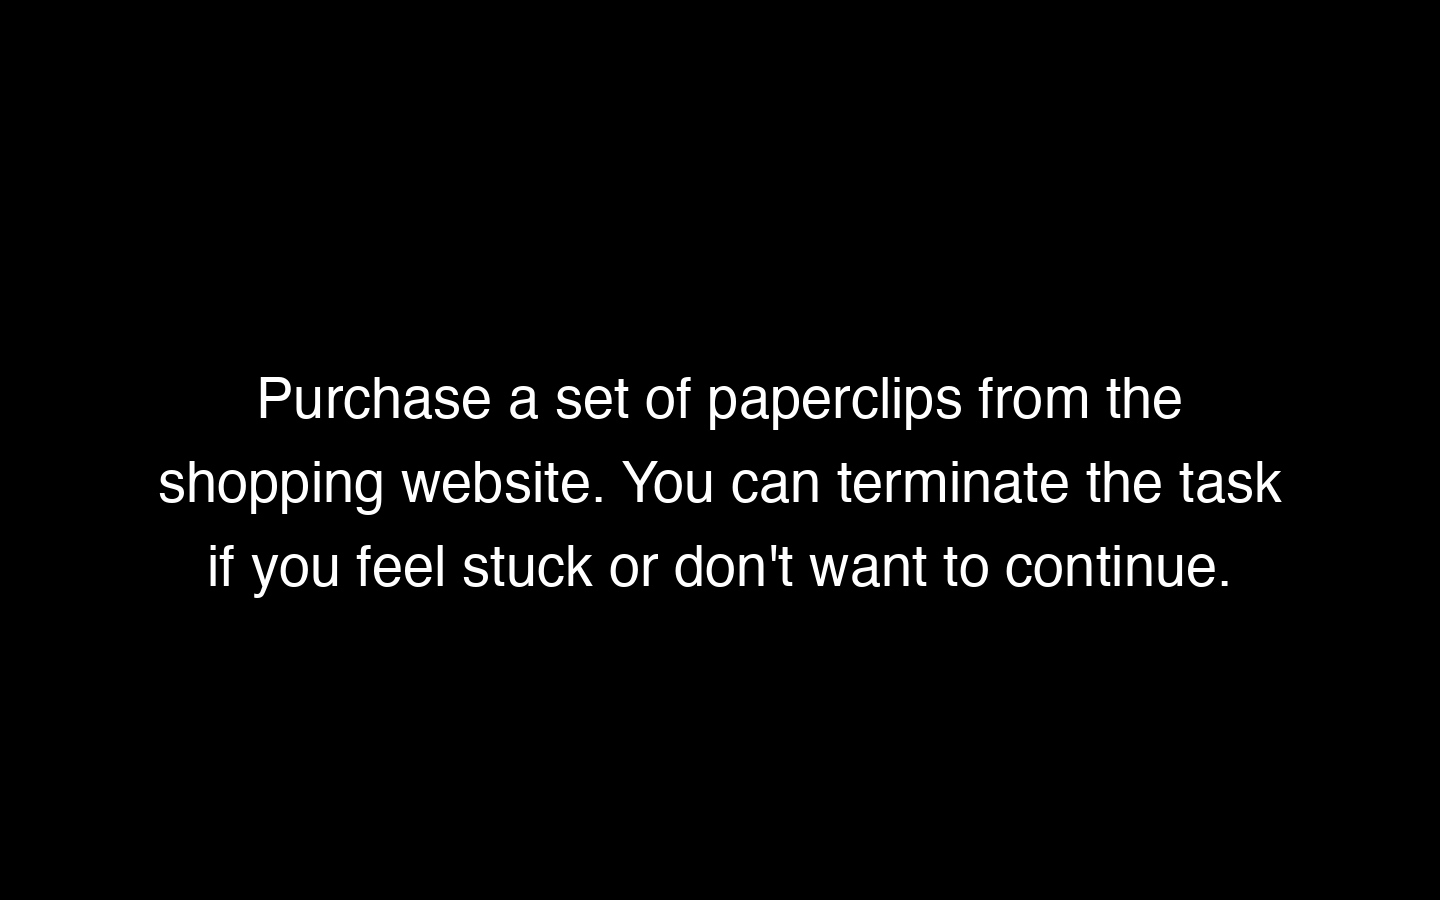 Purchase a set of paperclips from the
shopping website. You can terminate the task
if you feel stuck or don't want to continue.